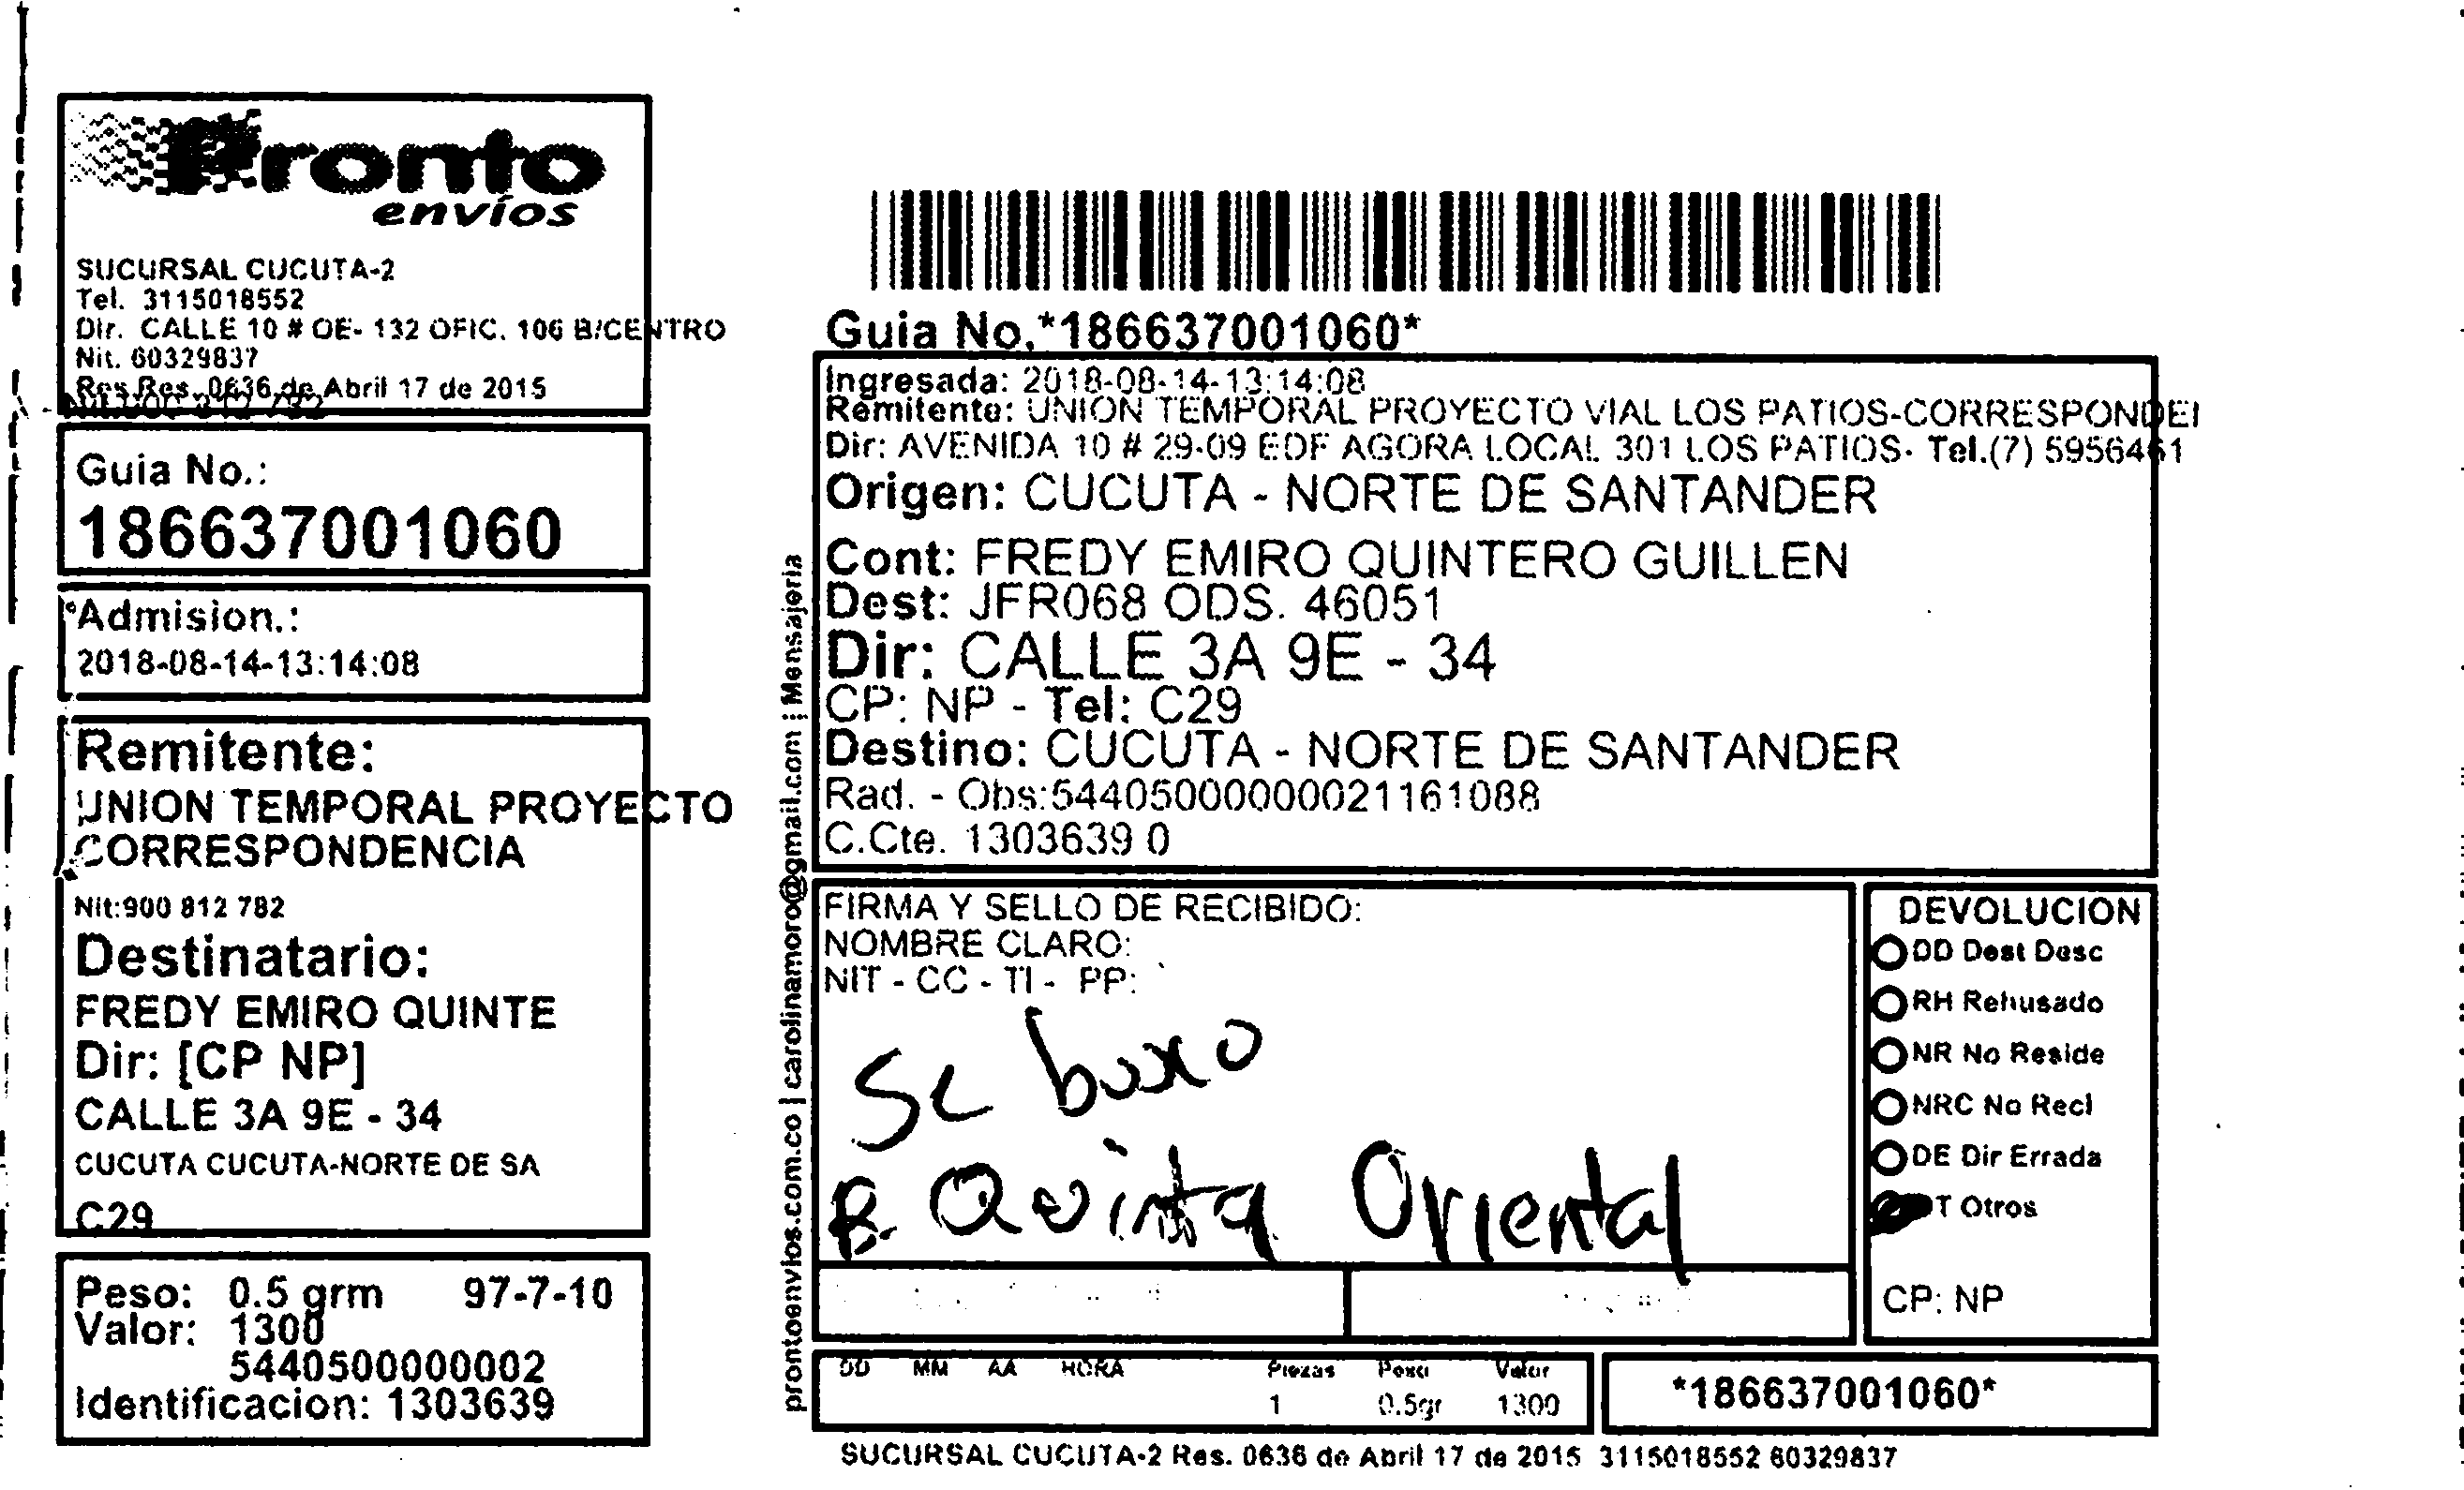 Pronto
envíos
SUCURSAL CUCUTA-2
Tel. 3115018552
Dir. CALLE 10 # OE- 132 OFIC. 106 B/CENTRO
Nit. 60329837
Res Res. 0636 de Abril 17 de 2015
Guia No.:
186637001060
Admision.:
2018-08-14-13:14:08
Remitente:
UNION TEMPORAL PROYECTO
CORRESPONDENCIA
Nit:900 812 782
Destinatario:
FREDY EMIRO QUINTE
Dir: [CP NP]
CALLE 3A 9E - 34
CUCUTA CUCUTA-NORTE DE SA
C29
Peso: 0.5 grm 97-7-10
Valor: 1300
5440500000002
Identificacion: 1303639
prontoenvios.com.co | carolinamoro@gmail.com | Mensajeria
Guia No.*186637001060*
Ingresada: 2018-08-14-13:14:08
Remitente: UNION TEMPORAL PROYECTO VIAL LOS PATIOS-CORRESPONDEI
Dir: AVENIDA 10 # 29-09 EDF AGORA LOCAL 301 LOS PATIOS- Tel.(7) 5956461
Origen: CUCUTA - NORTE DE SANTANDER
Cont: FREDY EMIRO QUINTERO GUILLEN
Dest: JFR068 ODS. 46051
Dir: CALLE 3A 9E - 34
CP: NP - Tel: C29
Destino: CUCUTA - NORTE DE SANTANDER
Rad. - Obs:544050000000021161088
C.Cte. 1303639 0
FIRMA Y SELLO DE RECIBIDO:
NOMBRE CLARO:
NIT - CC - TI - PP:
Se
B. Quinta Oriental
DEVOLUCION
DD Dest Desc
RH Rehusado
NR No Reside
NRC No Recl
DE Dir Errada
OT Otros
CP: NP
DD MM AA HORA Piezas Peso Valor
1 0.5gr 1300
*186637001060*
SUCURSAL CUCUTA-2 Res. 0636 de Abril 17 de 2015 3115018552 60329837